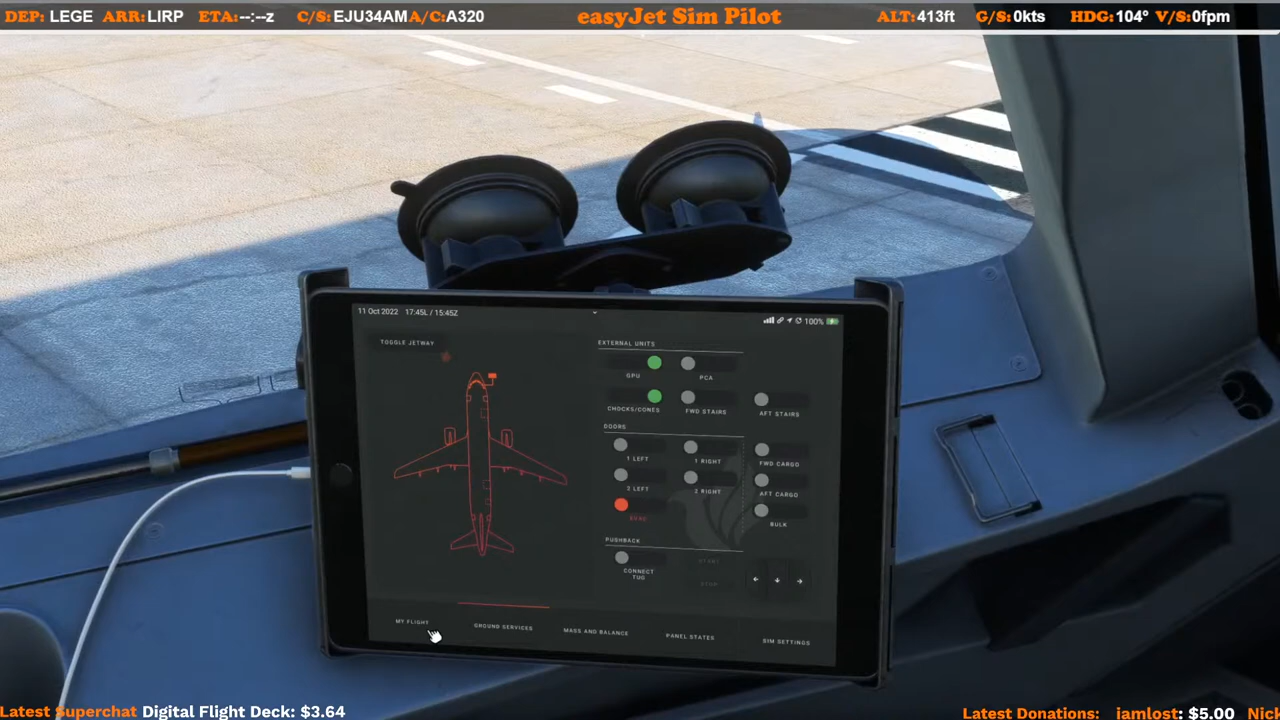 DEP: LEGE ARR: LIRP ETA:--:--z C/S: EJU34AM A/C: A320 easyJet Sim Pilot ALT: 413ft G/S: 0kts HDG: 104° V/S: 0fpm
11 Oct 2022 17:45L / 15:45Z
100%
TOGGLE JETWAY
EXTERNAL UNITS
GPU
PCA
CHOCKS/CONES
FWD STAIRS
AFT STAIRS
DOORS
1 LEFT
1 RIGHT
FWD CARGO
2 LEFT
2 RIGHT
AFT CARGO
BULK
PUSHBACK
CONNECT TUG
START
STOP
MY FLIGHT
GROUND SERVICES
MASS AND BALANCE
PANEL STATES
SIM SETTINGS
Latest Superchat Digital Flight Deck: $3.64
Latest Donations: iamlost: $5.00 Nick